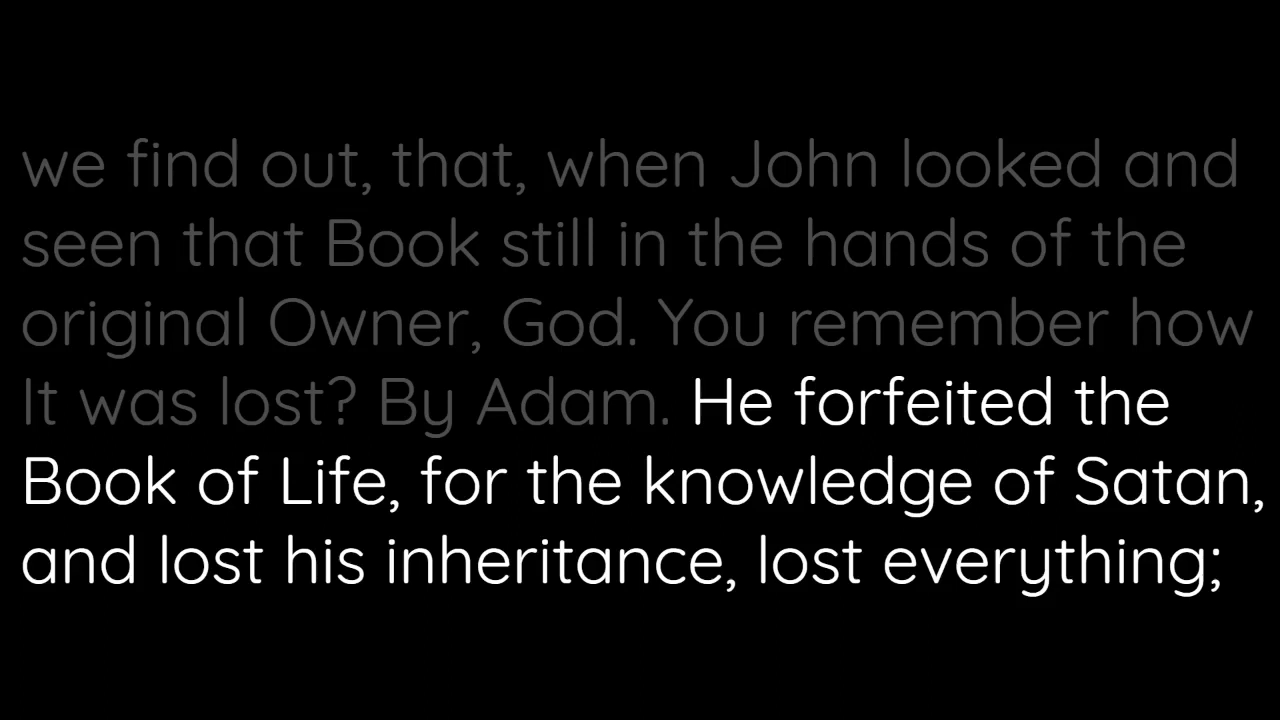 we find out, that, when John looked and
seen that Book still in the hands of the
original Owner, God. You remember how
It was lost? By Adam. He forfeited the
Book of Life, for the knowledge of Satan,
and lost his inheritance, lost everything;